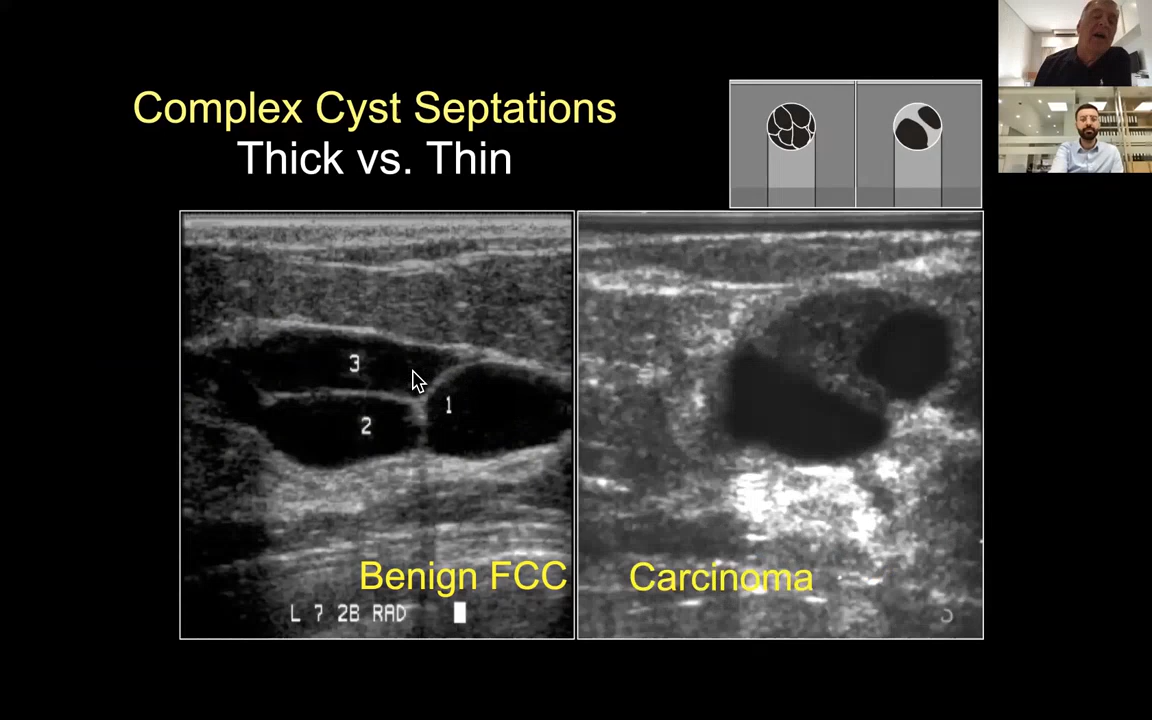 Complex Cyst Septations
Thick vs. Thin
3
1
2
Benign FCC
Carcinoma
L 7 2B RAD